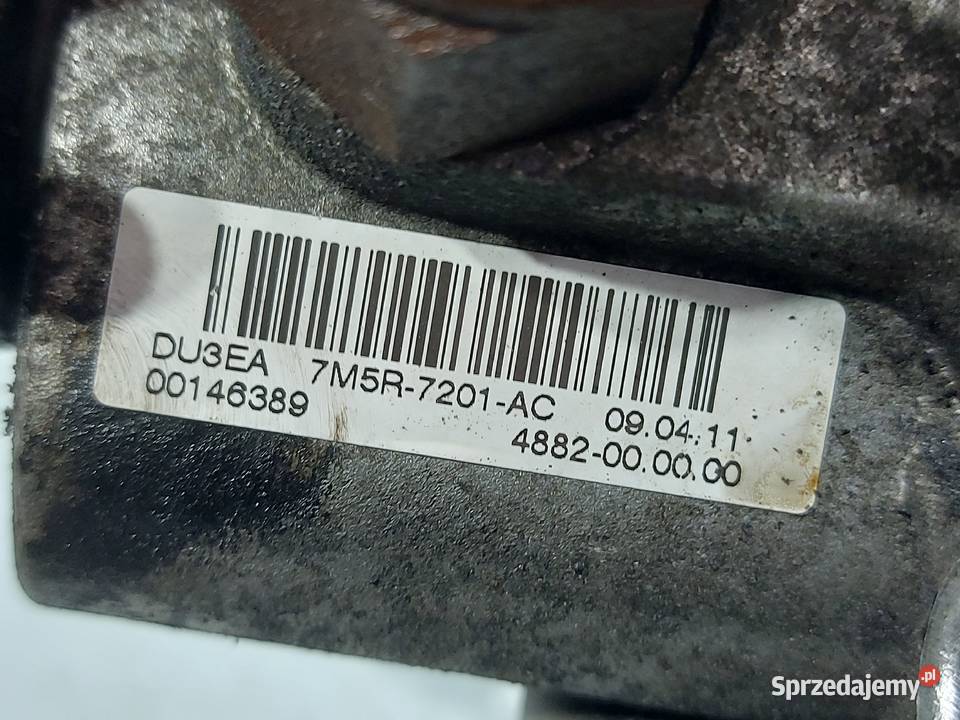 DU3EA 7M5R-7201-AC 09.04.11
00146389 4882-00.00.00
Sprzedajemy.pl